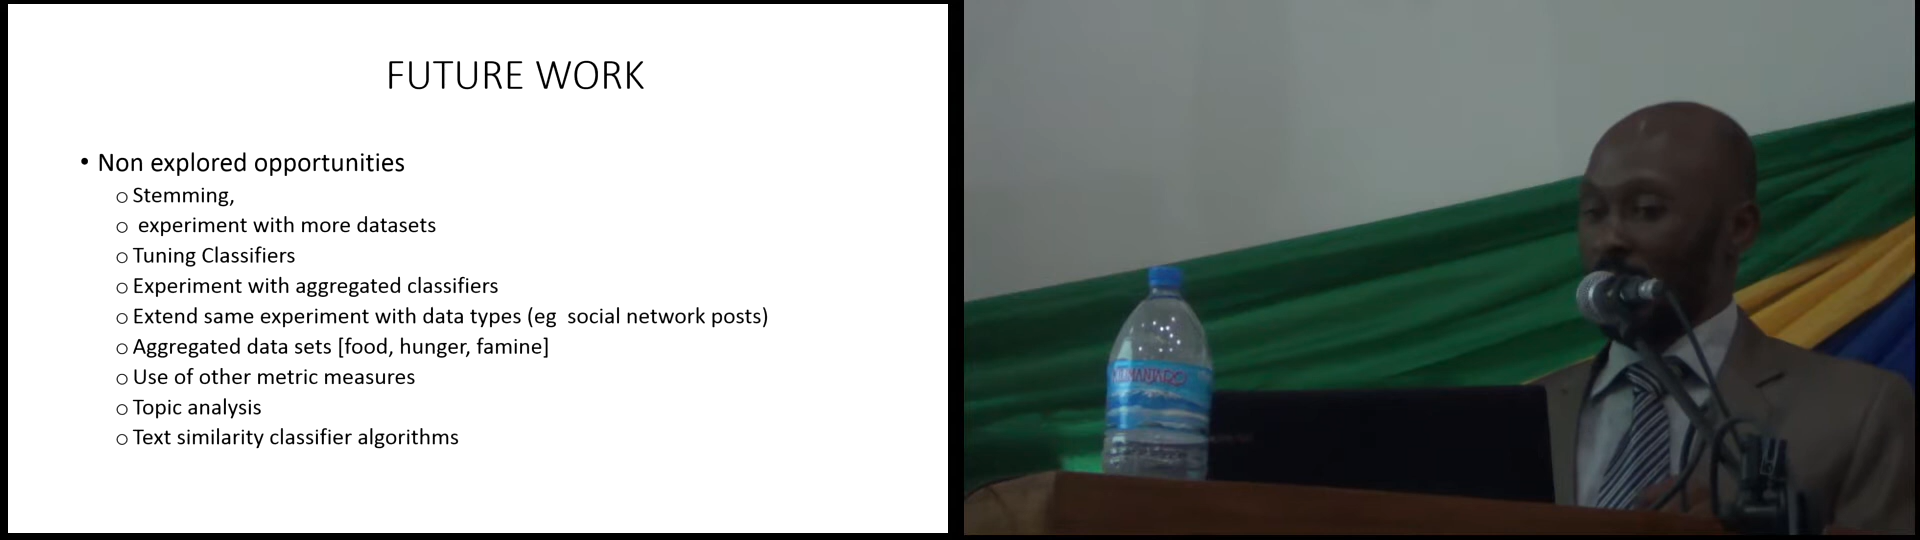 FUTURE WORK
• Non explored opportunities
o Stemming,
o experiment with more datasets
o Tuning Classifiers
o Experiment with aggregated classifiers
o Extend same experiment with data types (eg social network posts)
o Aggregated data sets [food, hunger, famine]
o Use of other metric measures
o Topic analysis
o Text similarity classifier algorithms
KILIMANJARO